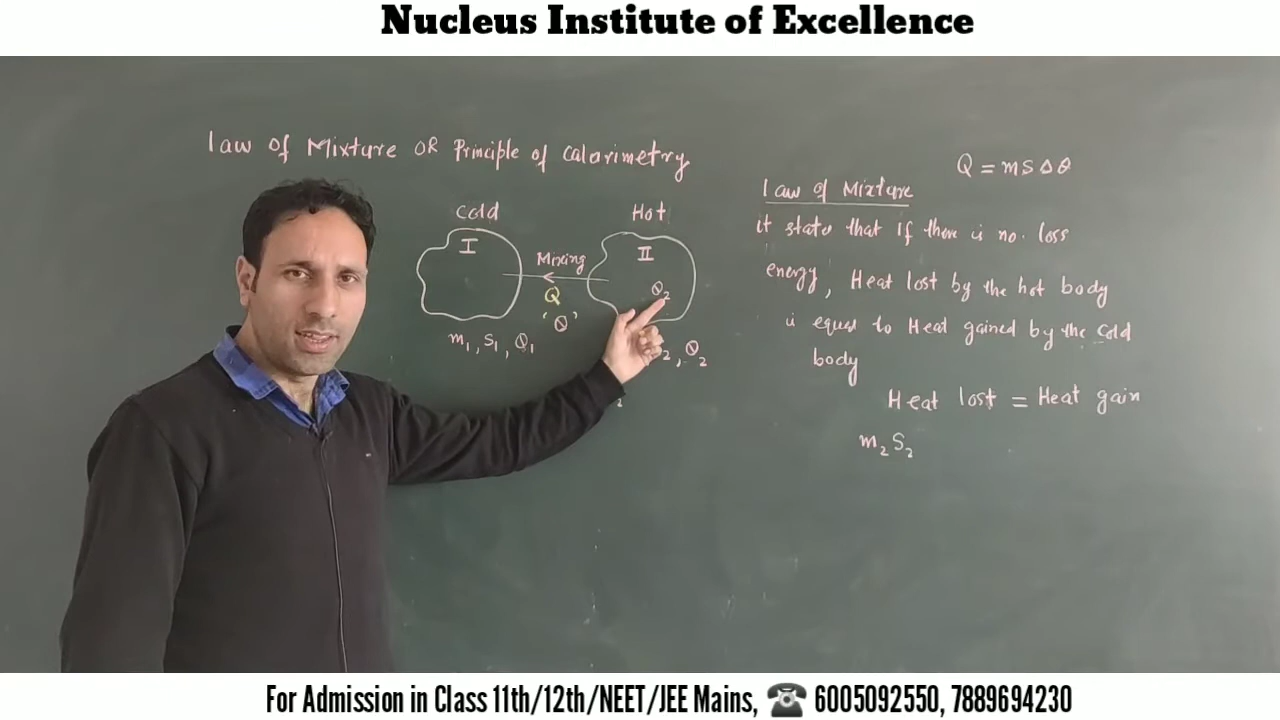 Nucleus Institute of Excellence
Law of Mixture OR Principle of Calorimetry
Q = msΔθ
Law of Mixture
Cold
Hot
it states that if there is no loss
I
II
Mixing
energy, Heat lost by the hot body
Q
θ2
'θ'
is equal to Heat gained by the Cold
m1, S1, θ1
2, θ2
body
2
Heat lost = Heat gain
m2 S2
For Admission in Class 11th/12th/NEET/JEE Mains, ☎ 6005092550, 7889694230